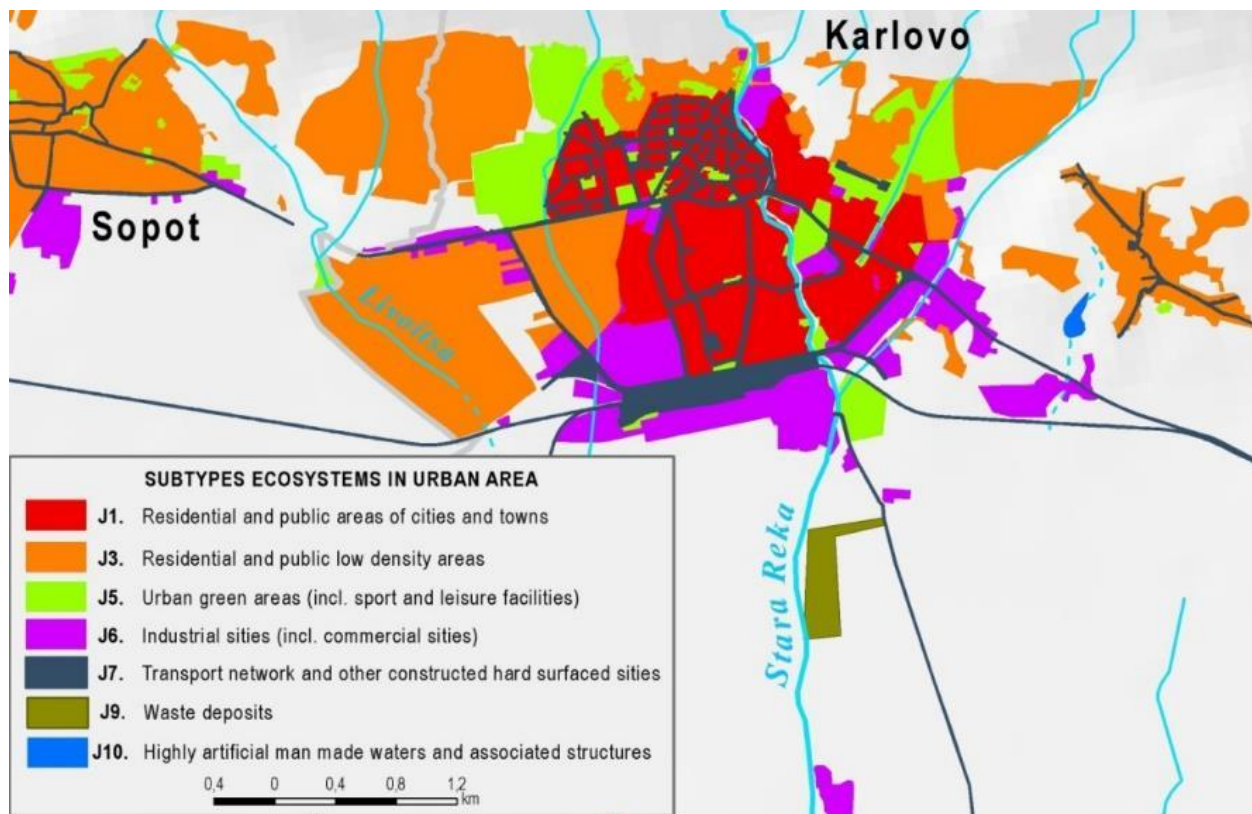 Karlovo
Sopot
Livoitsa
Stara Reka
SUBTYPES ECOSYSTEMS IN URBAN AREA
J1. Residential and public areas of cities and towns
J3. Residential and public low density areas
J5. Urban green areas (incl. sport and leisure facilities)
J6. Industrial sities (incl. commercial sities)
J7. Transport network and other constructed hard surfaced sities
J9. Waste deposits
J10. Highly artificial man made waters and associated structures
0,4 0 0,4 0,8 1,2
km